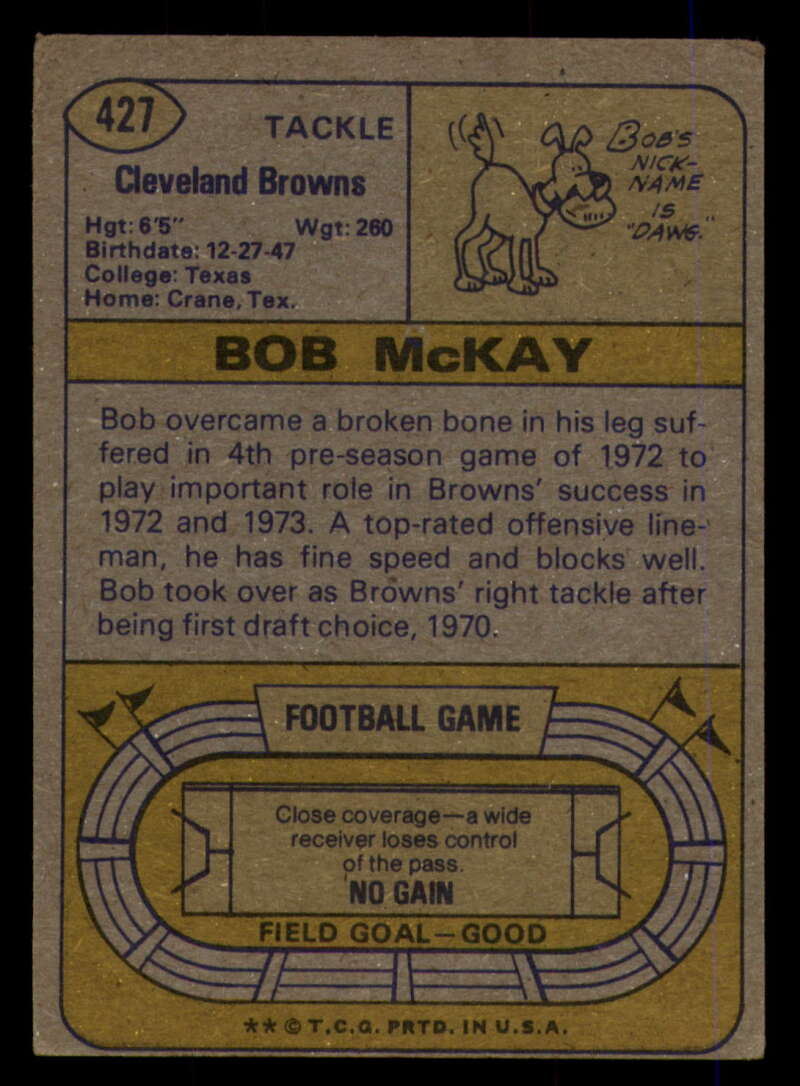 427
TACKLE
Cleveland Browns
Hgt: 6'5" Wgt: 260
Birthdate: 12-27-47
College: Texas
Home: Crane, Tex.
BOB'S
NICK-
NAME
IS
"DAWG."
BOB McKAY
Bob overcame a broken bone in his leg suf-
fered in 4th pre-season game of 1972 to
play important role in Browns' success in
1972 and 1973. A top-rated offensive line-
man, he has fine speed and blocks well.
Bob took over as Browns' right tackle after
being first draft choice, 1970.
FOOTBALL GAME
Close coverage—a wide
receiver loses control
of the pass.
NO GAIN
FIELD GOAL—GOOD
** © T.C.G. PRTD. IN U.S.A.